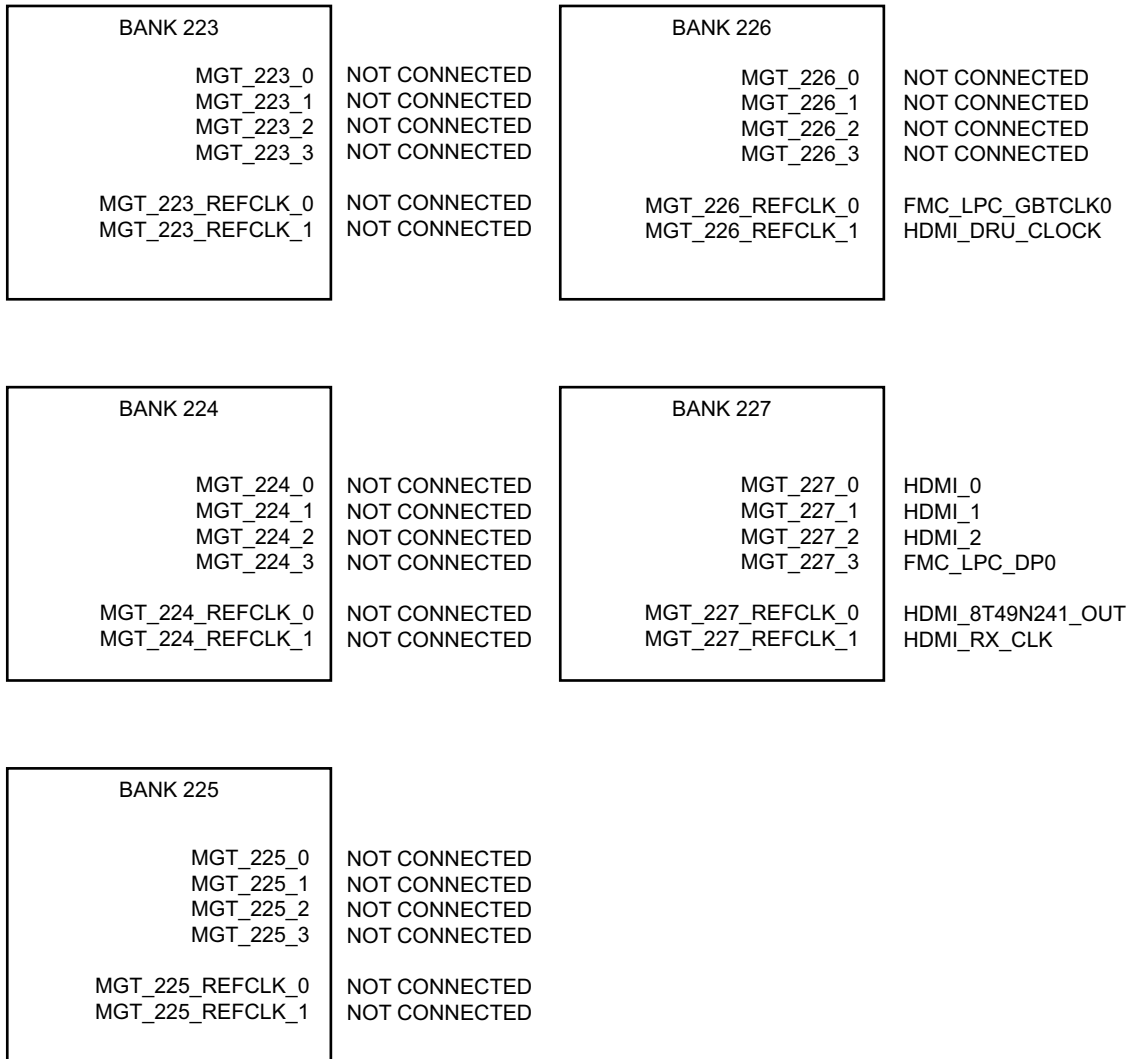 BANK 223
MGT_223_0 NOT CONNECTED
MGT_223_1 NOT CONNECTED
MGT_223_2 NOT CONNECTED
MGT_223_3 NOT CONNECTED
MGT_223_REFCLK_0 NOT CONNECTED
MGT_223_REFCLK_1 NOT CONNECTED
BANK 226
MGT_226_0 NOT CONNECTED
MGT_226_1 NOT CONNECTED
MGT_226_2 NOT CONNECTED
MGT_226_3 NOT CONNECTED
MGT_226_REFCLK_0 FMC_LPC_GBTCLK0
MGT_226_REFCLK_1 HDMI_DRU_CLOCK
BANK 224
MGT_224_0 NOT CONNECTED
MGT_224_1 NOT CONNECTED
MGT_224_2 NOT CONNECTED
MGT_224_3 NOT CONNECTED
MGT_224_REFCLK_0 NOT CONNECTED
MGT_224_REFCLK_1 NOT CONNECTED
BANK 227
MGT_227_0 HDMI_0
MGT_227_1 HDMI_1
MGT_227_2 HDMI_2
MGT_227_3 FMC_LPC_DP0
MGT_227_REFCLK_0 HDMI_8T49N241_OUT
MGT_227_REFCLK_1 HDMI_RX_CLK
BANK 225
MGT_225_0 NOT CONNECTED
MGT_225_1 NOT CONNECTED
MGT_225_2 NOT CONNECTED
MGT_225_3 NOT CONNECTED
MGT_225_REFCLK_0 NOT CONNECTED
MGT_225_REFCLK_1 NOT CONNECTED